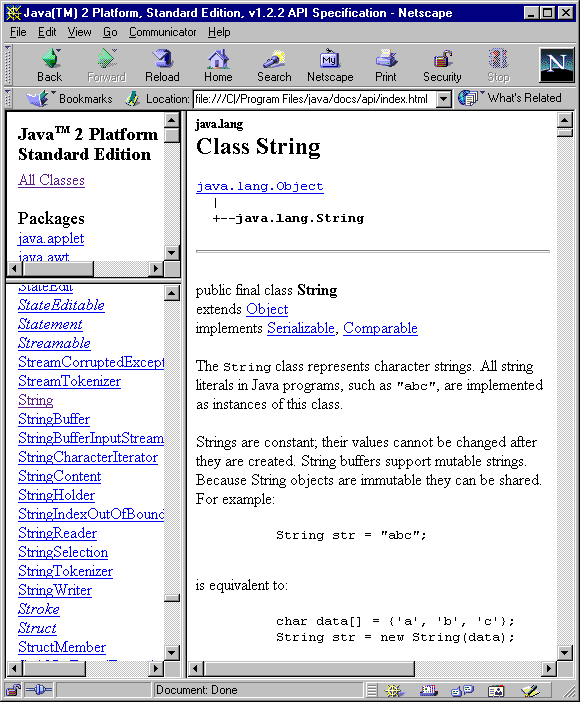 Java(TM) 2 Platform, Standard Edition, v1.2.2 API Specification - Netscape
File Edit View Go Communicator Help
Back Forward Reload Home Search Netscape Print Security Stop
My
N
Bookmarks Location: file:///C|/Program Files/java/docs/api/index.html What's Related
Java™ 2 Platform
Standard Edition
All Classes
Packages
java.applet
java.awt
StateEdit
StateEditable
Statement
Streamable
StreamCorruptedExcept
StreamTokenizer
String
StringBuffer
StringBufferInputStream
StringCharacterIterator
StringContent
StringHolder
StringIndexOutOfBound
StringReader
StringSelection
StringTokenizer
StringWriter
Stroke
Struct
StructMember
java.lang
Class String
java.lang.Object
|
+--java.lang.String
public final class String
extends Object
implements Serializable, Comparable
The String class represents character strings. All string
literals in Java programs, such as "abc", are implemented
as instances of this class.
Strings are constant; their values cannot be changed after
they are created. String buffers support mutable strings.
Because String objects are immutable they can be shared.
For example:
String str = "abc";
is equivalent to:
char data[] = {'a', 'b', 'c'};
String str = new String(data);
Document: Done